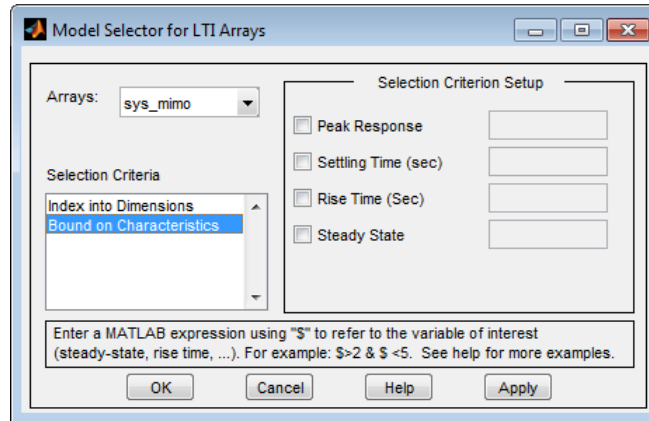 Model Selector for LTI Arrays
Arrays:
sys_mimo
Selection Criteria
Index into Dimensions
Bound on Characteristics
Selection Criterion Setup
Peak Response
Settling Time (sec)
Rise Time (Sec)
Steady State
Enter a MATLAB expression using "$" to refer to the variable of interest
(steady-state, rise time, ...). For example: $>2 & $ <5.  See help for more examples.
OK
Cancel
Help
Apply